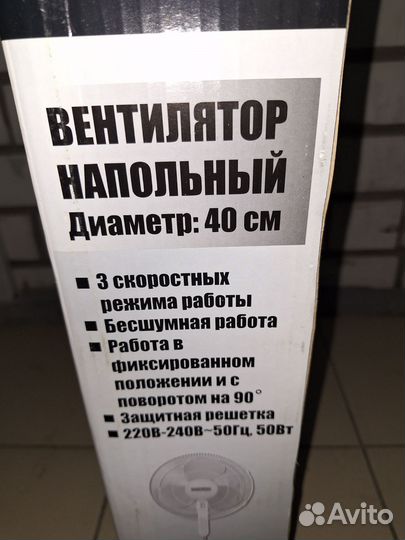 ВЕНТИЛЯТОР
НАПОЛЬНЫЙ
Диаметр: 40 см
■ 3 скоростных
режима работы
■ Бесшумная работа
■ Работа в
фиксированном
положении и с
поворотом на 90°
■ Защитная решетка
■ 220В-240В~50Гц, 50Вт
Avito